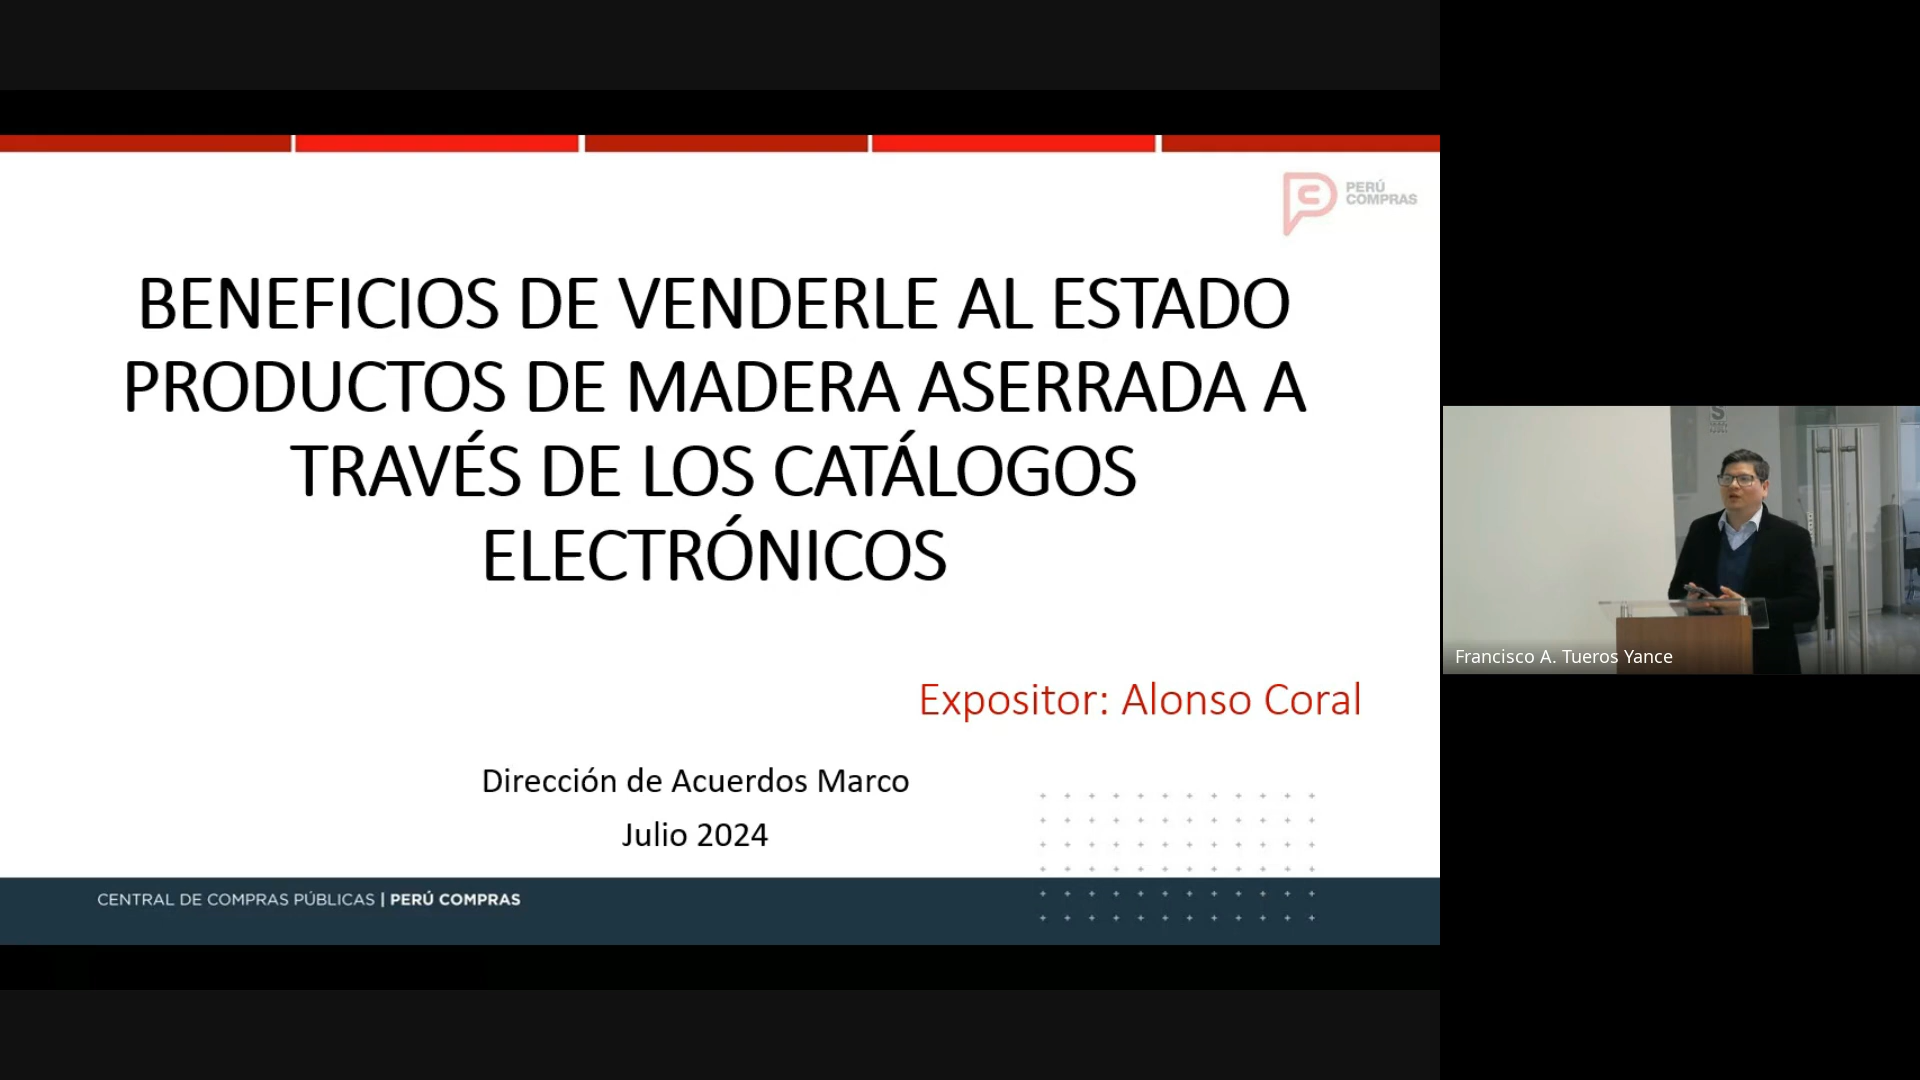 PERÚ
COMPRAS
BENEFICIOS DE VENDERLE AL ESTADO
PRODUCTOS DE MADERA ASERRADA A
TRAVÉS DE LOS CATÁLOGOS
ELECTRÓNICOS
Expositor: Alonso Coral
Dirección de Acuerdos Marco
Julio 2024
CENTRAL DE COMPRAS PÚBLICAS | PERÚ COMPRAS
S
Francisco A. Tueros Yance